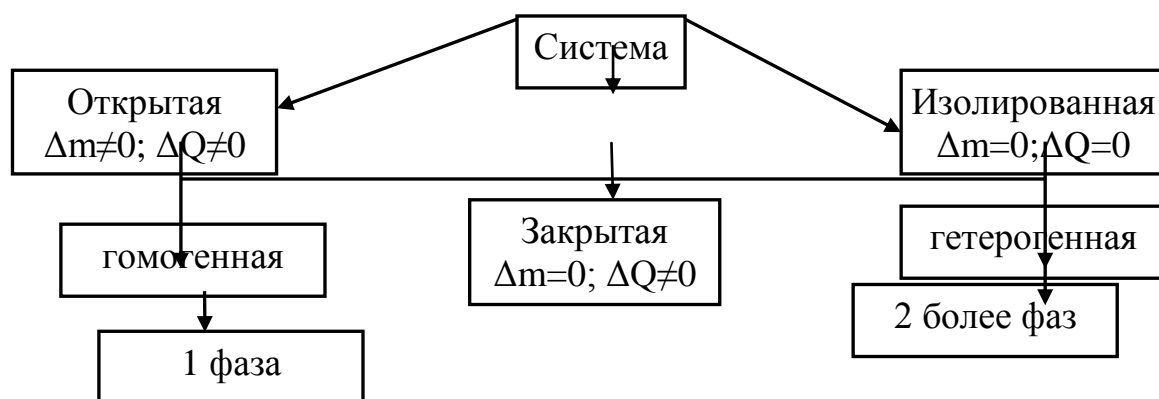 Система
Открытая
Δm≠0; ΔQ≠0
Изолированная
Δm=0;ΔQ=0
Закрытая
Δm=0; ΔQ≠0
гомогенная
гетерогенная
1 фаза
2 более фаз